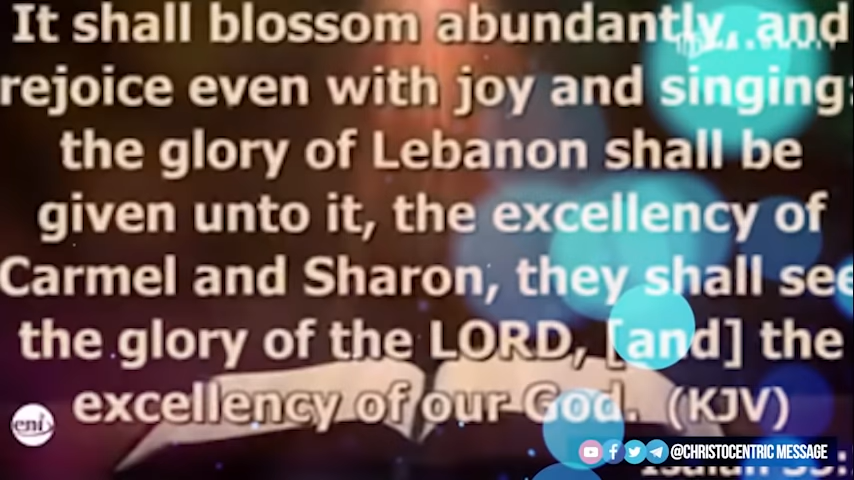 It shall blossom abundantly, and
rejoice even with joy and singing:
the glory of Lebanon shall be
given unto it, the excellency of
Carmel and Sharon, they shall see
the glory of the LORD, [and] the
excellency of our God. (KJV)
eni
@CHRISTOCENTRIC MESSAGE
Isaiah